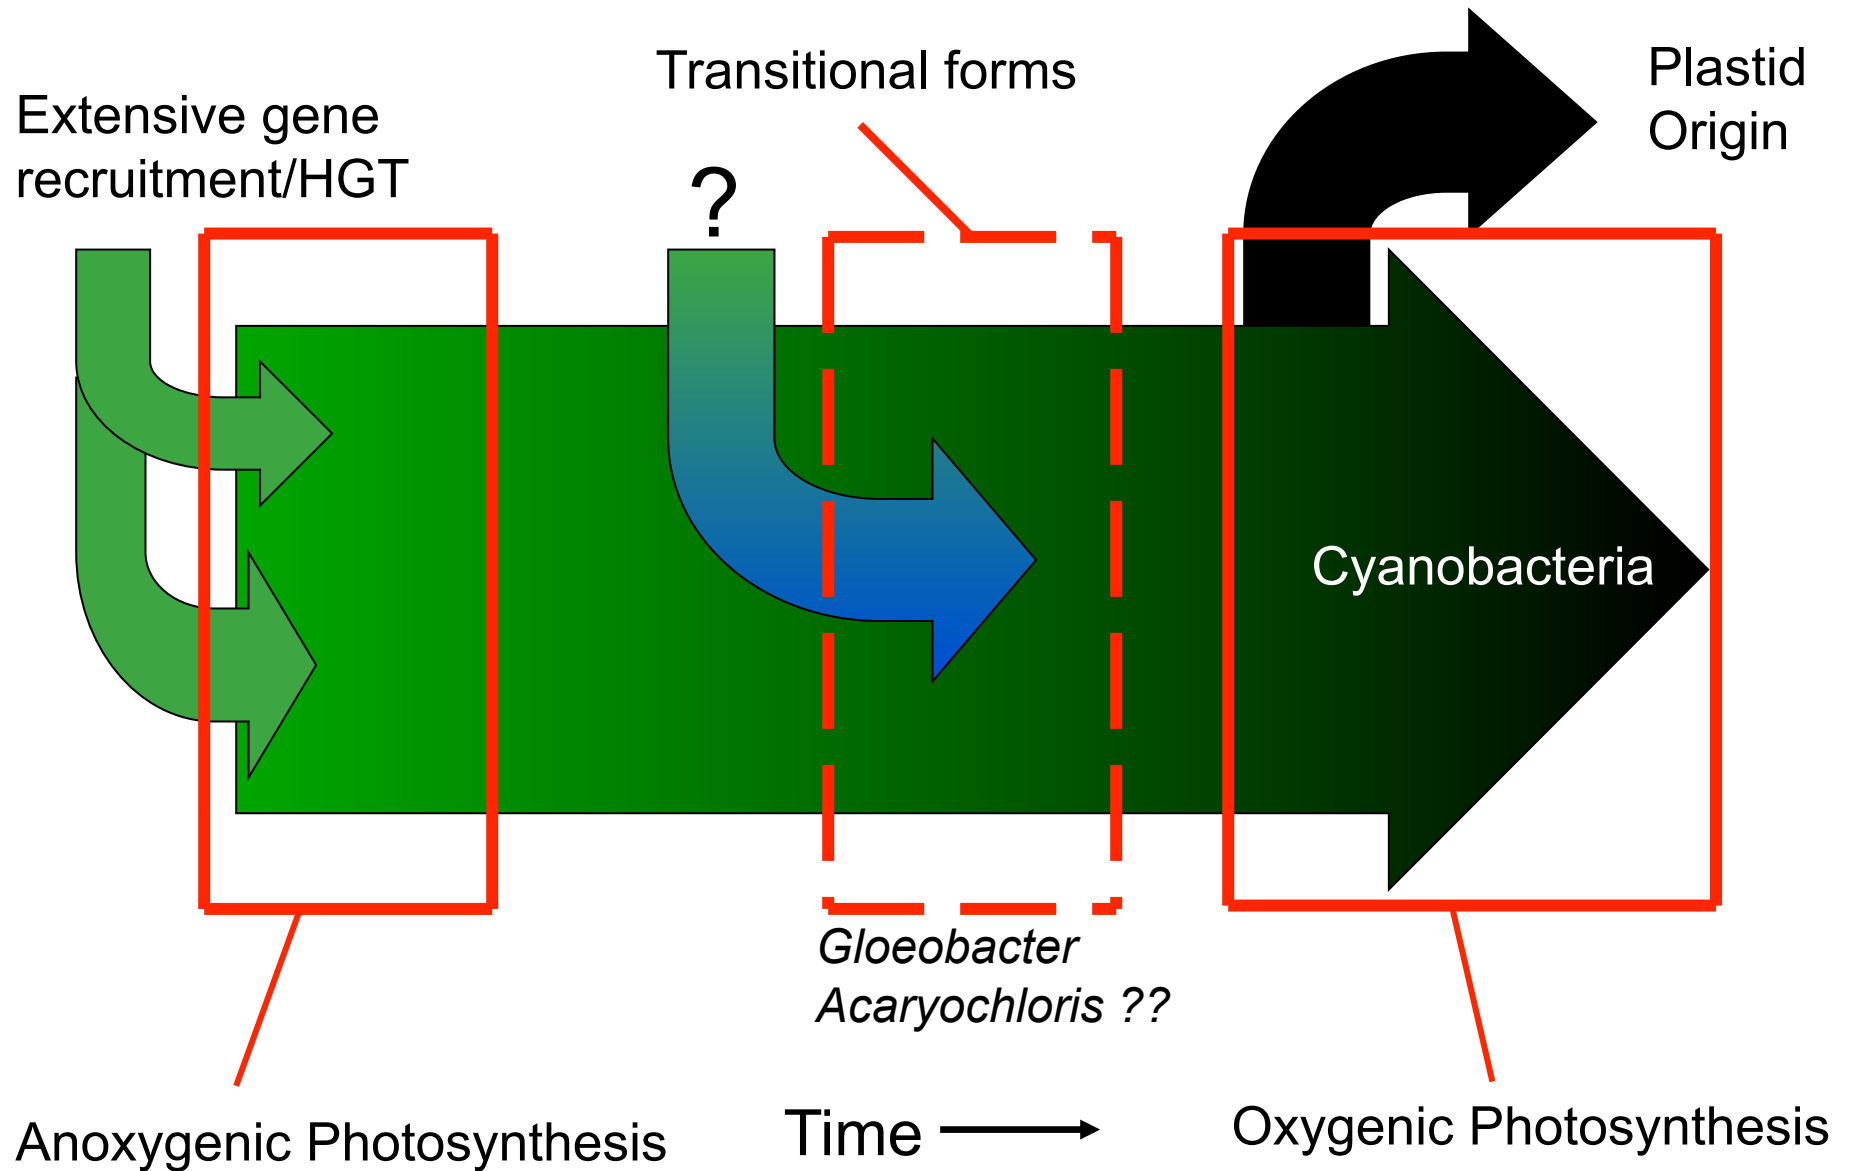 Transitional forms
Plastid
Origin
Extensive gene
recruitment/HGT
?
Cyanobacteria
Gloeobacter
Acaryochloris ??
Anoxygenic Photosynthesis
Time
Oxygenic Photosynthesis